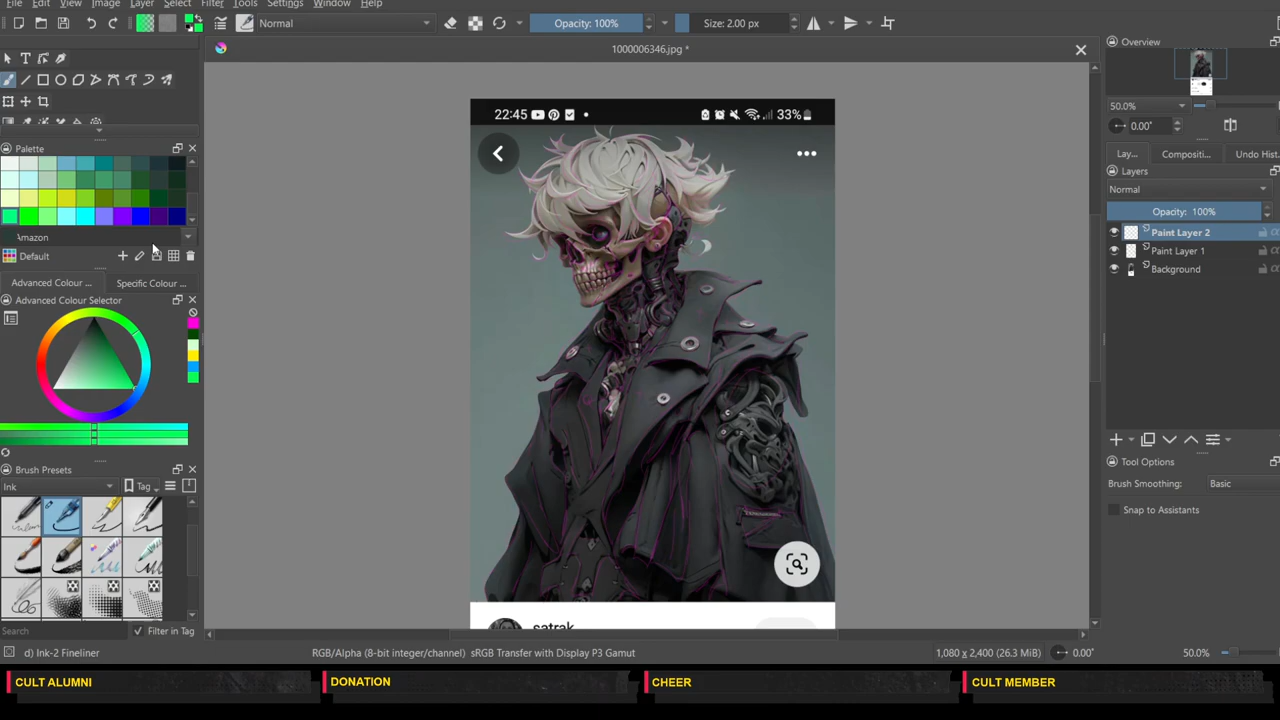 File Edit View Image Layer Select Filter Tools Settings Window Help
Normal
Opacity: 100%
Size: 2.00 px
1000006346.jpg *
Overview
50.0%
0.00°
Palette
Amazon
Default
Advanced Colour ...
Specific Colour ...
Advanced Colour Selector
Brush Presets
Ink
Tag
Search
Filter in Tag
22:45
33%
satrak
Lay...
Compositi...
Undo Hist.
Layers
Normal
Opacity: 100%
Paint Layer 2
Paint Layer 1
Background
Tool Options
Brush Smoothing:
Basic
Snap to Assistants
d) Ink-2 Fineliner
RGB/Alpha (8-bit integer/channel) sRGB Transfer with Display P3 Gamut
1,080 x 2,400 (26.3 MiB)
0.00°
50.0%
CULT ALUMNI
DONATION
CHEER
CULT MEMBER